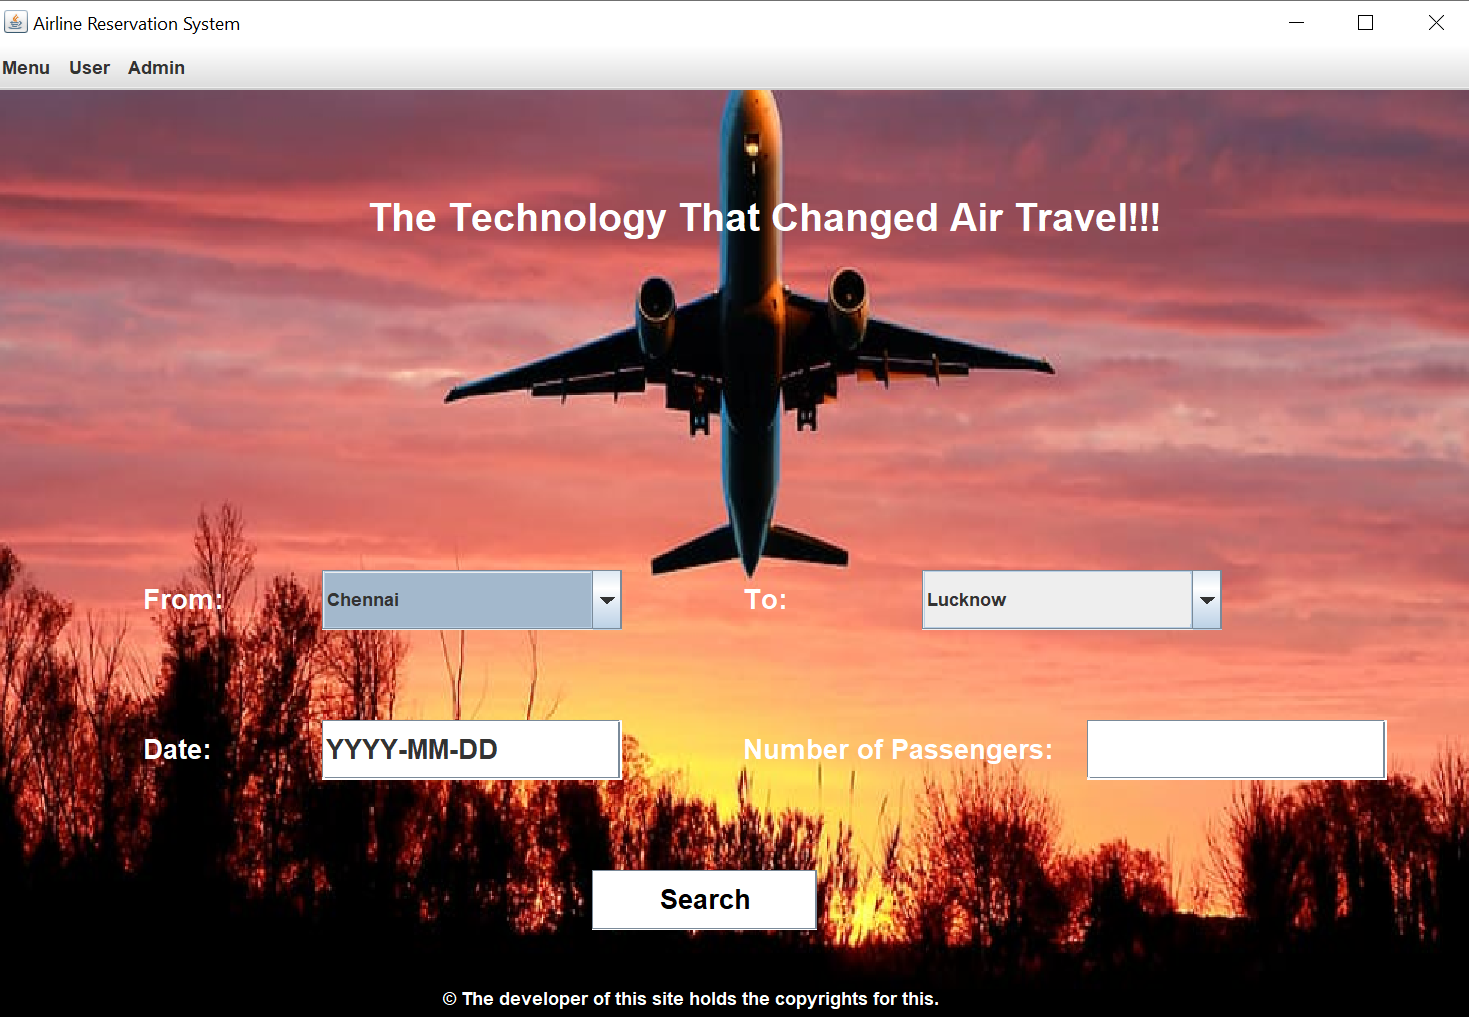 Airline Reservation System
Menu User Admin
The Technology That Changed Air Travel!!!
From: Chennai To: Lucknow
Date: YYYY-MM-DD Number of Passengers:
Search
© The developer of this site holds the copyrights for this.